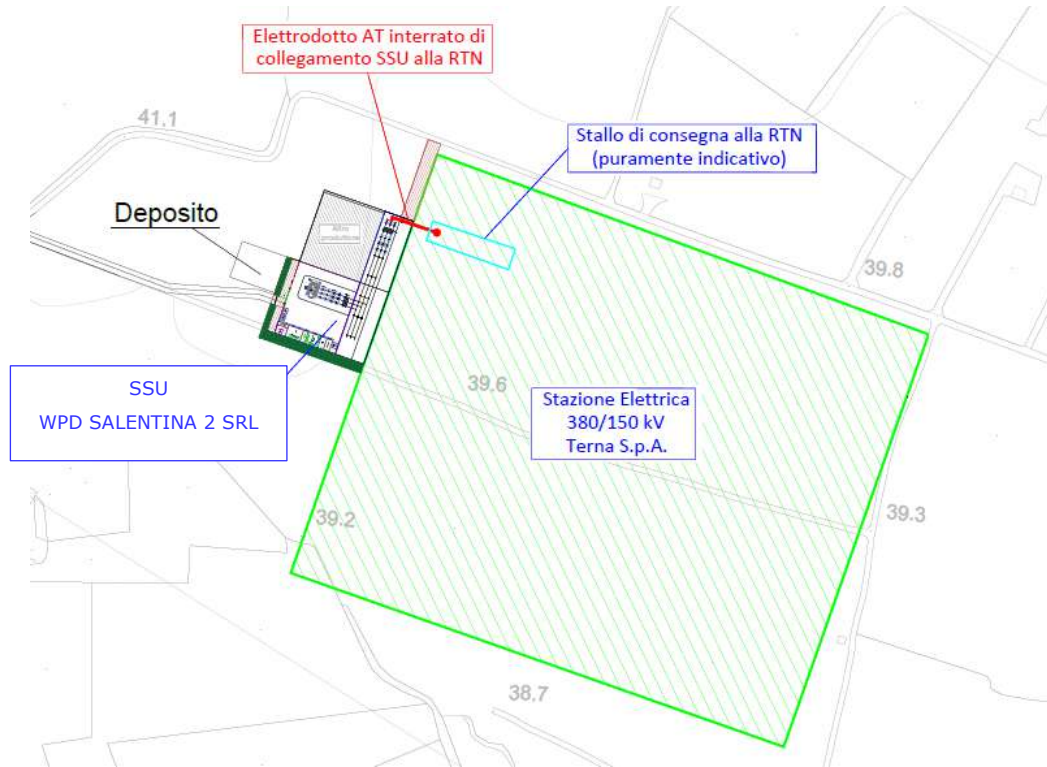 Elettrodotto AT interrato di
collegamento SSU alla RTN
41.1
Stallo di consegna alla RTN
(puramente indicativo)
Deposito
Altro
produttore
39.8
39.6
SSU
WPD SALENTINA 2 SRL
Stazione Elettrica
380/150 kV
Terna S.p.A.
39.2
39.3
38.7